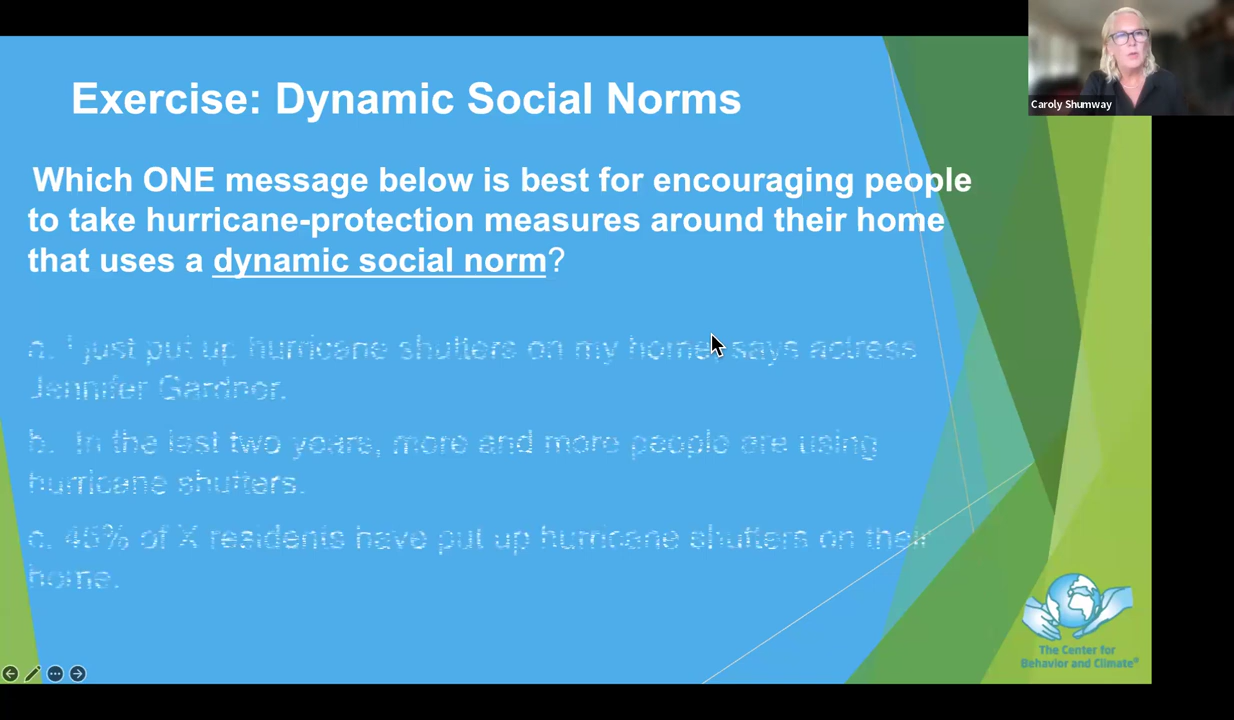 Caroly Shumway
Exercise: Dynamic Social Norms
Which ONE message below is best for encouraging people
to take hurricane-protection measures around their home
that uses a dynamic social norm?
a. I just put up hurricane shutters on my home, says actress
Jennifer Gardner.
b. In the last two years, more and more people are using
hurricane shutters.
c. 45% of X residents have put up hurricane shutters on their
home.
The Center for
Behavior and Climate®